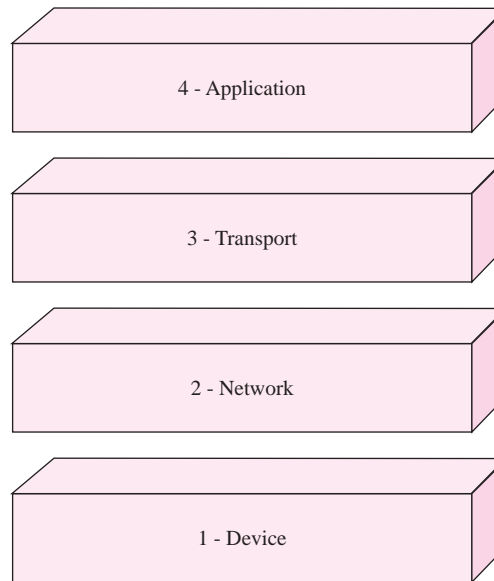 4 - Application
3 - Transport
2 - Network
1 - Device